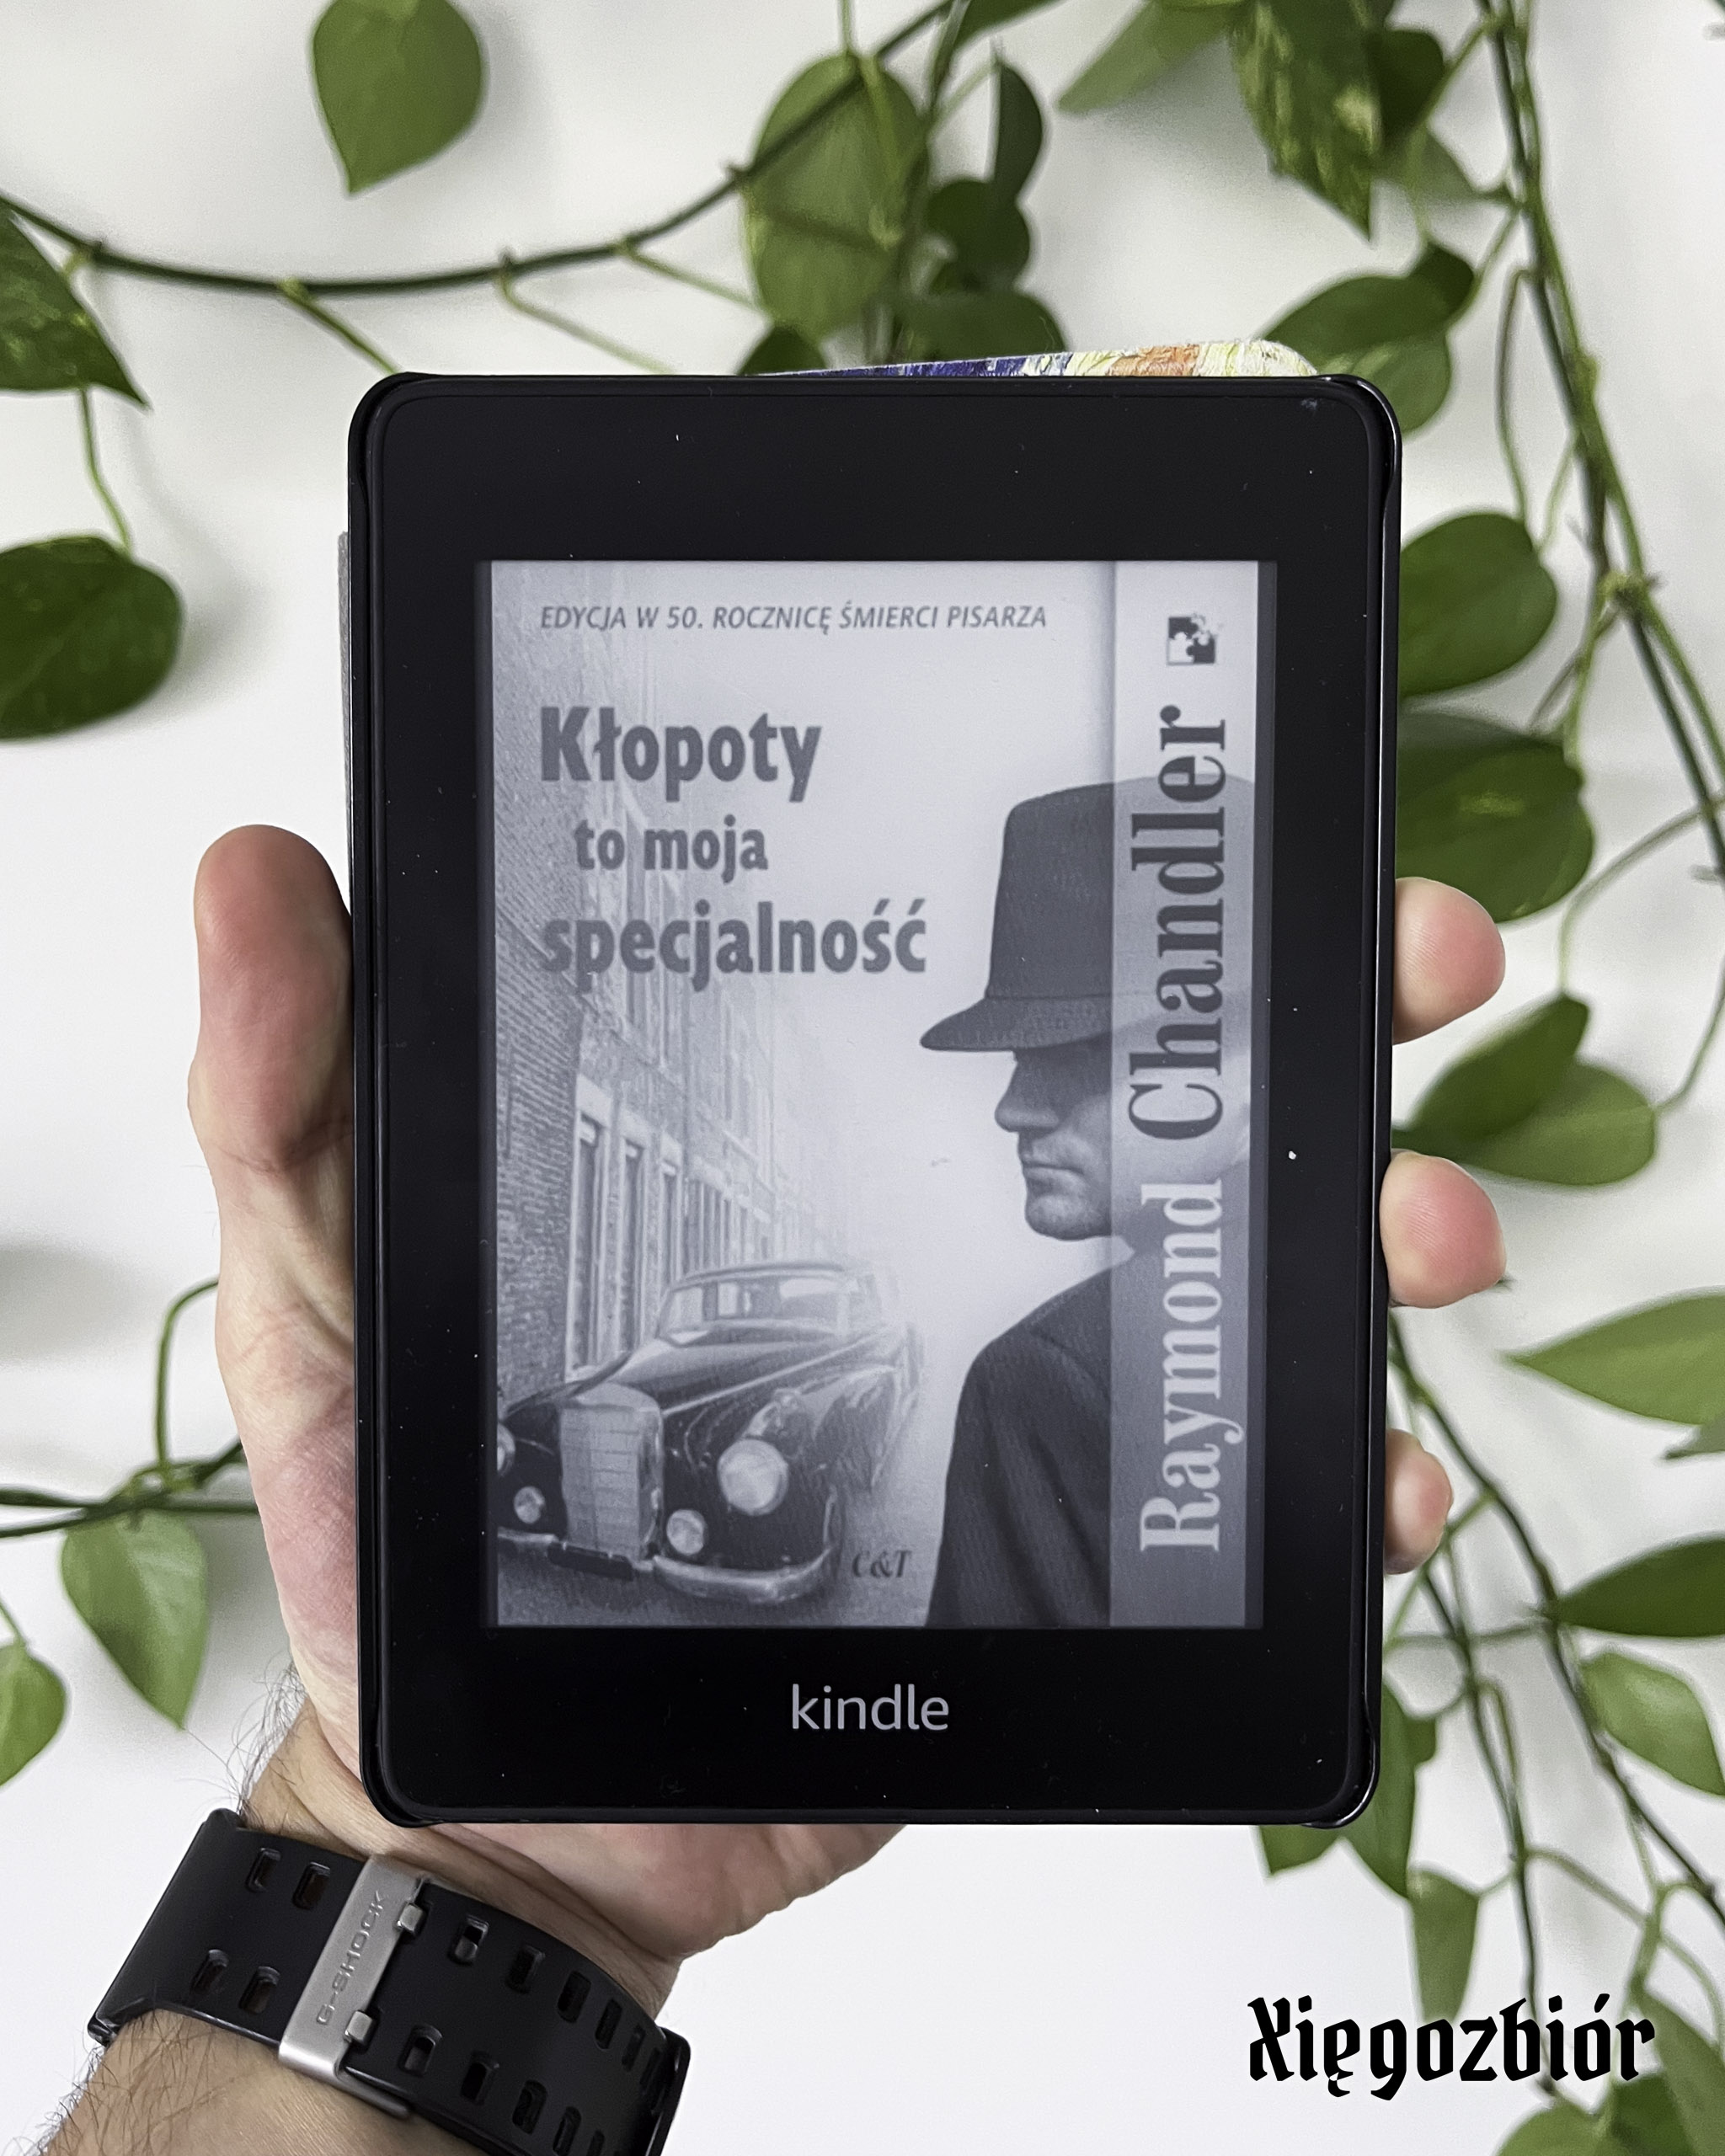 EDYCJA W 50. ROCZNICĘ ŚMIERCI PISARZA
Kłopoty
to moja
specjalność
Raymond Chandler
C&T
kindle
G-SHOCK
Xięgozbiór